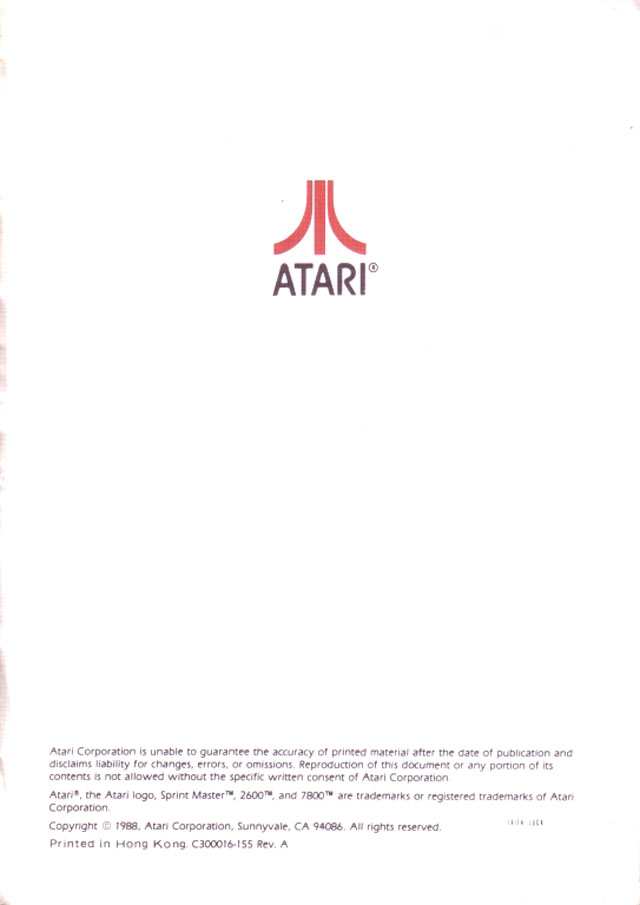 ATARI®
Atari Corporation is unable to guarantee the accuracy of printed material after the date of publication and
disclaims liability for changes, errors, or omissions. Reproduction of this document or any portion of its
contents is not allowed without the specific written consent of Atari Corporation.
Atari®, the Atari logo, Sprint Master™, 2600™, and 7800™ are trademarks or registered trademarks of Atari
Corporation.
Copyright © 1988, Atari Corporation, Sunnyvale, CA 94086. All rights reserved.
Printed in Hong Kong. C300016-155 Rev. A